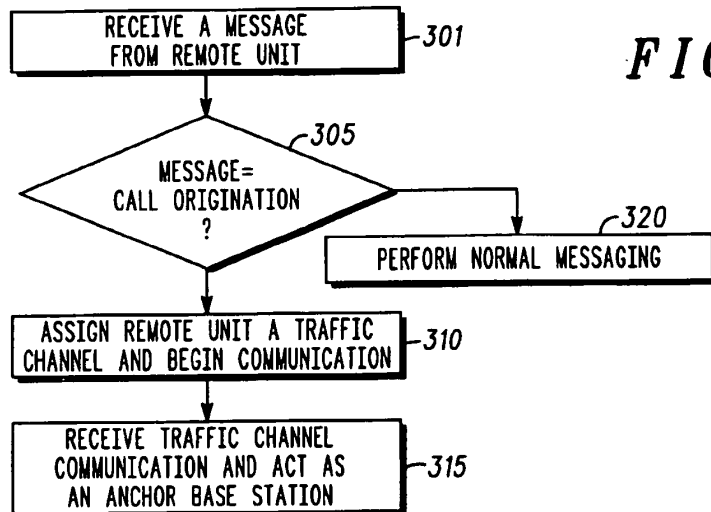 RECEIVE A MESSAGE
FROM REMOTE UNIT
301
FIG
305
MESSAGE=
CALL ORIGINATION
?
320
PERFORM NORMAL MESSAGING
ASSIGN REMOTE UNIT A TRAFFIC
CHANNEL AND BEGIN COMMUNICATION
310
RECEIVE TRAFFIC CHANNEL
COMMUNICATION AND ACT AS
AN ANCHOR BASE STATION
315